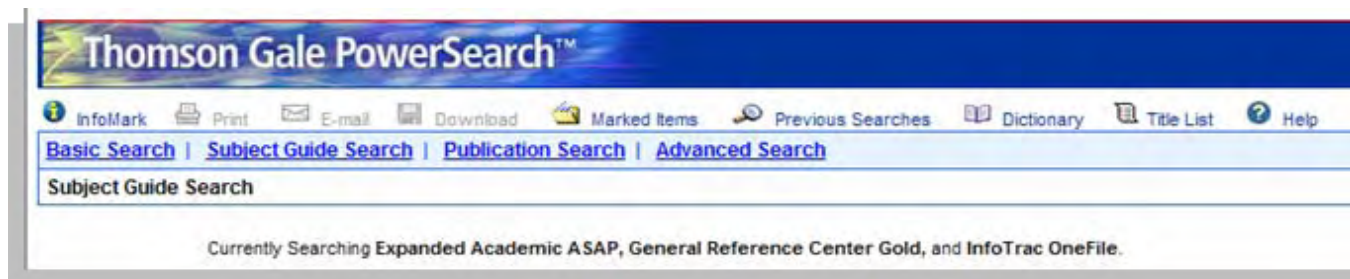 Thomson Gale PowerSearch™
InfoMark Print E-mail Download Marked Items Previous Searches Dictionary Title List Help
Basic Search | Subject Guide Search | Publication Search | Advanced Search
Subject Guide Search
Currently Searching Expanded Academic ASAP, General Reference Center Gold, and InfoTrac OneFile.